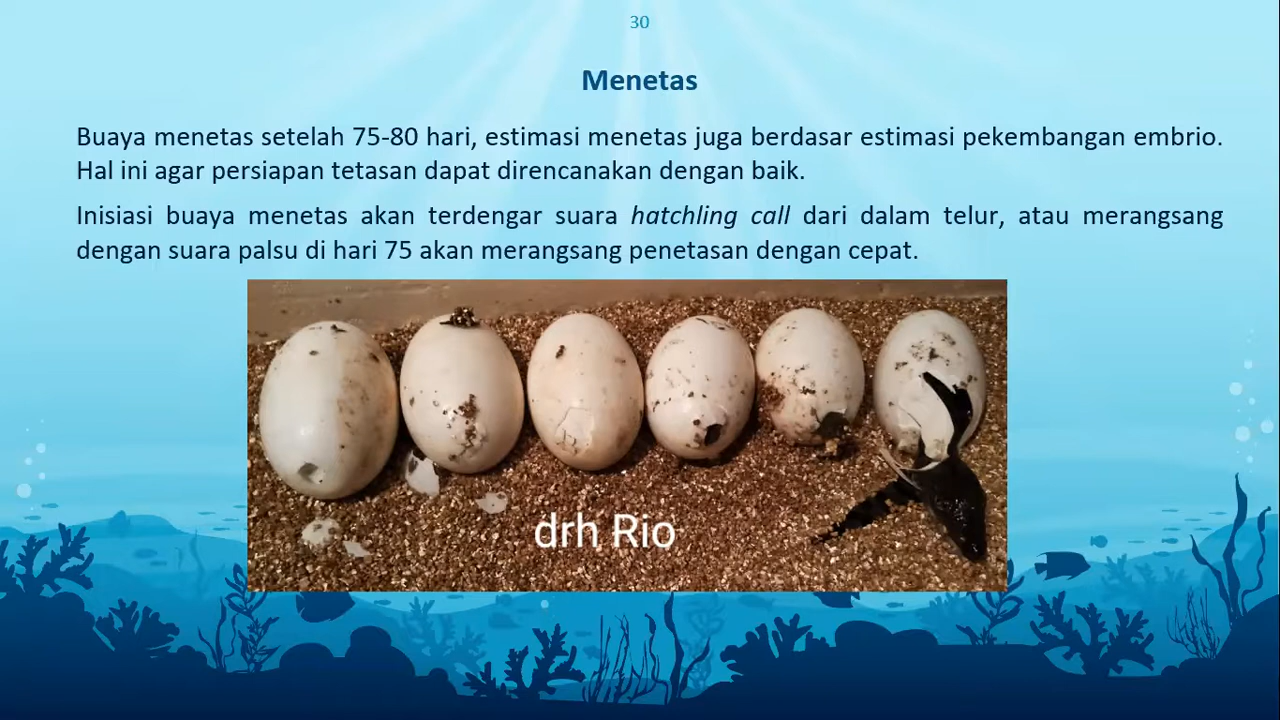 30
Menetas
Buaya menetas setelah 75-80 hari, estimasi menetas juga berdasar estimasi pekembangan embrio.
Hal ini agar persiapan tetasan dapat direncanakan dengan baik.
Inisiasi buaya menetas akan terdengar suara hatchling call dari dalam telur, atau merangsang
dengan suara palsu di hari 75 akan merangsang penetasan dengan cepat.
drh Rio